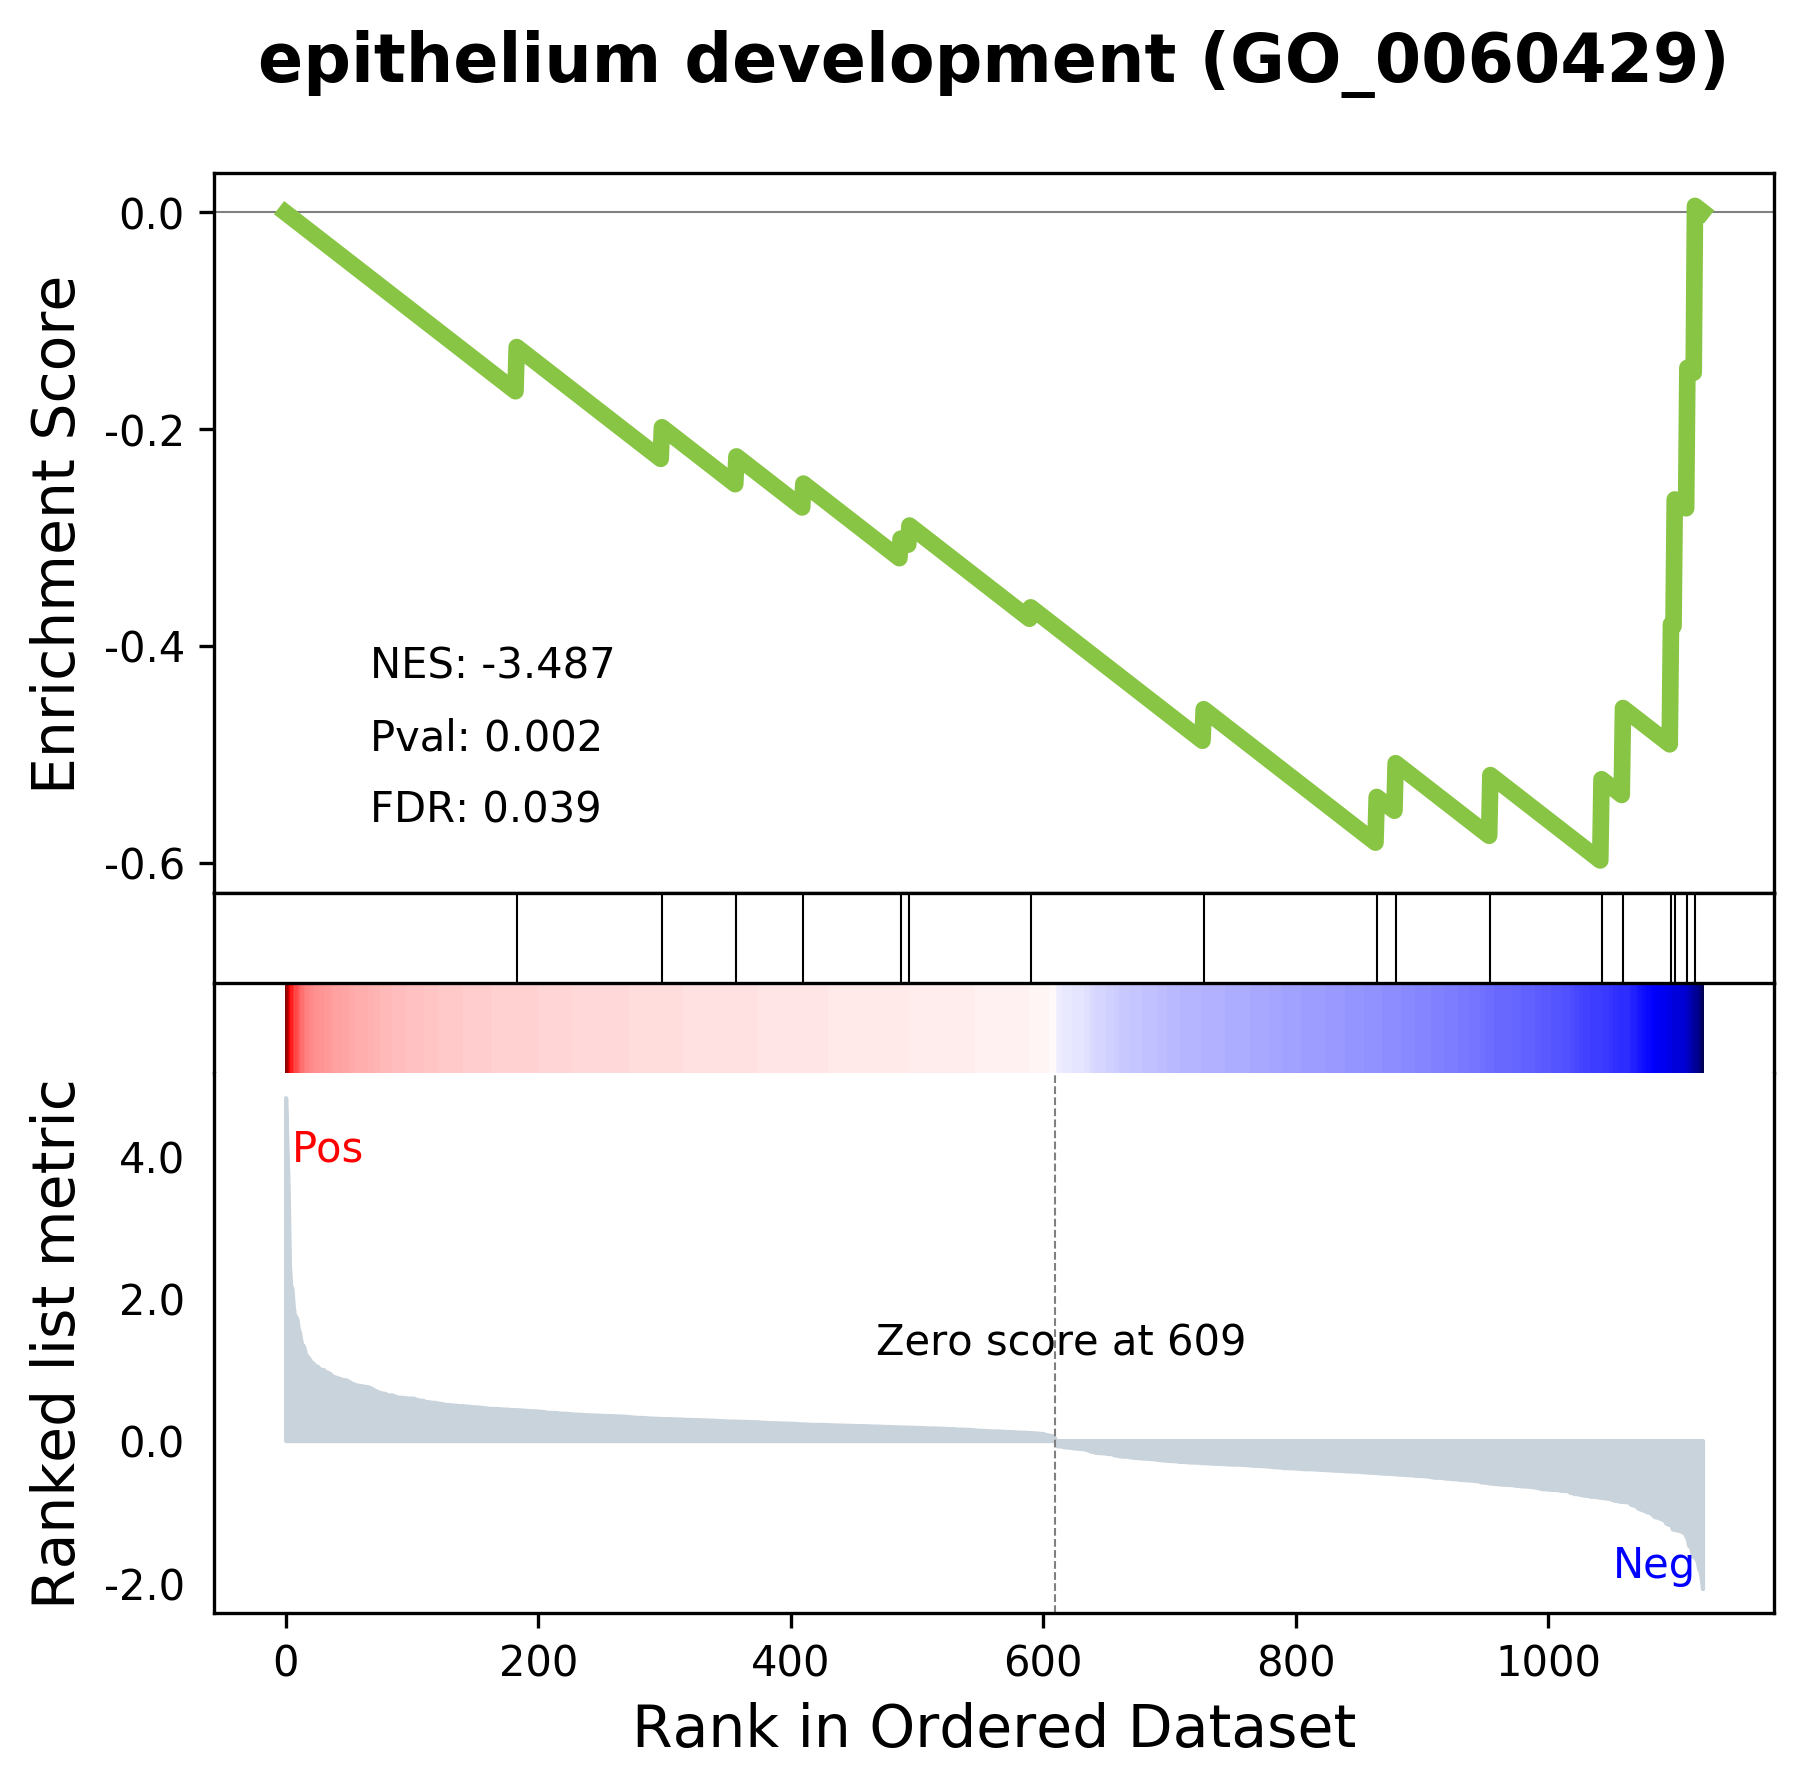 epithelium development (GO_0060429)
Enrichment Score
0.0
-0.2
-0.4
-0.6
NES: -3.487
Pval: 0.002
FDR: 0.039
Ranked list metric
4.0
2.0
0.0
-2.0
Pos
Zero score at 609
Neg
0 200 400 600 800 1000
Rank in Ordered Dataset